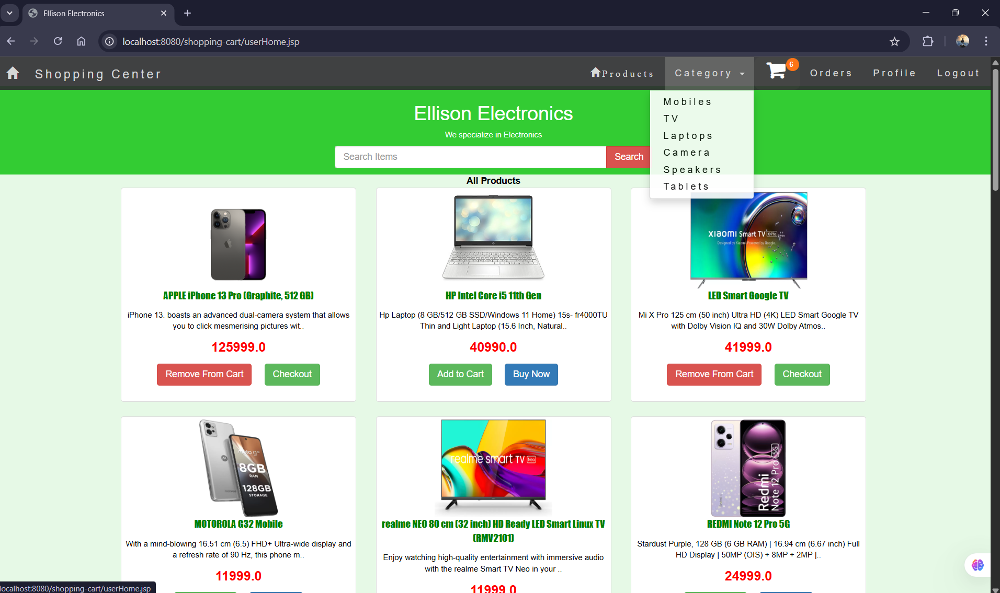 Ellison Electronics
localhost:8080/shopping-cart/userHome.jsp
Shopping Center
Products
Category
6
Orders
Profile
Logout
Mobiles
TV
Laptops
Camera
Speakers
Tablets
Ellison Electronics
We specialize in Electronics
Search Items
Search
All Products
XIAOMI Smart TV X Pro Series
Designed by Xiaomi, Powered by Google
APPLE iPhone 13 Pro (Graphite, 512 GB)
iPhone 13. boasts an advanced dual-camera system that allows
you to click mesmerising pictures wit..
125999.0
Remove From Cart
Checkout
HP Intel Core i5 11th Gen
Hp Laptop (8 GB/512 GB SSD/Windows 11 Home) 15s- fr4000TU
Thin and Light Laptop (15.6 Inch, Natural..
40990.0
Add to Cart
Buy Now
LED Smart Google TV
Mi X Pro 125 cm (50 inch) Ultra HD (4K) LED Smart Google TV
with Dolby Vision IQ and 30W Dolby Atmos..
41999.0
Remove From Cart
Checkout
moto g32
8GB
RAM
128GB
STORAGE
MOTOROLA G32 Mobile
With a mind-blowing 16.51 cm (6.5) FHD+ Ultra-wide display and
a refresh rate of 90 Hz, this phone m..
11999.0
realme smart TV Neo
realme NEO 80 cm (32 inch) HD Ready LED Smart Linux TV
(RMV2101)
Enjoy watching high-quality entertainment with immersive audio
with the realme Smart TV Neo in your ..
11999.0
Redmi
Note 12 Pro 5G
REDMI Note 12 Pro 5G
Stardust Purple, 128 GB (6 GB RAM) | 16.94 cm (6.67 inch) Full
HD Display | 50MP (OIS) + 8MP + 2MP |..
24999.0
localhost:8080/shopping-cart/userHome.jsp